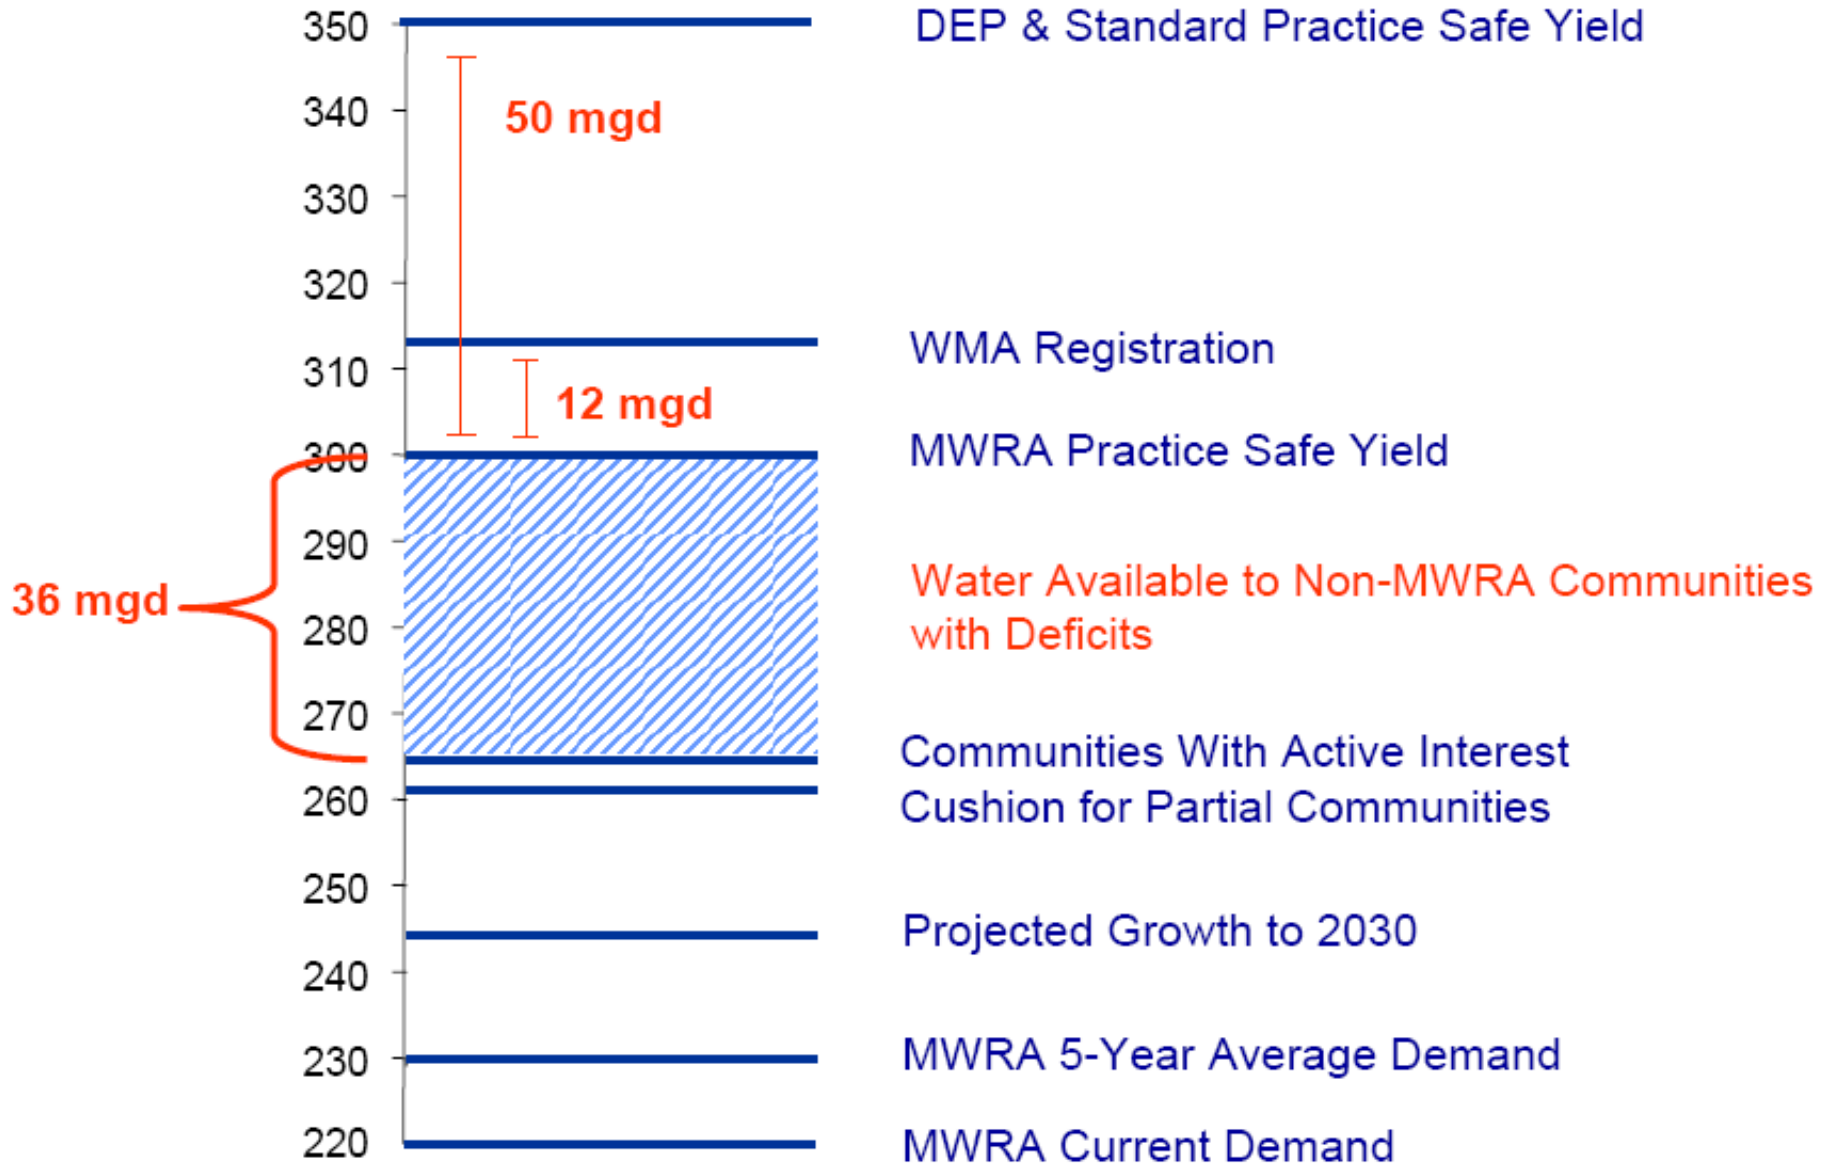 350
DEP & Standard Practice Safe Yield
50 mgd
340
330
320
WMA Registration
310
12 mgd
300
MWRA Practice Safe Yield
290
Water Available to Non-MWRA Communities
with Deficits
36 mgd
280
270
Communities With Active Interest
260
Cushion for Partial Communities
250
Projected Growth to 2030
240
230
MWRA 5-Year Average Demand
220
MWRA Current Demand